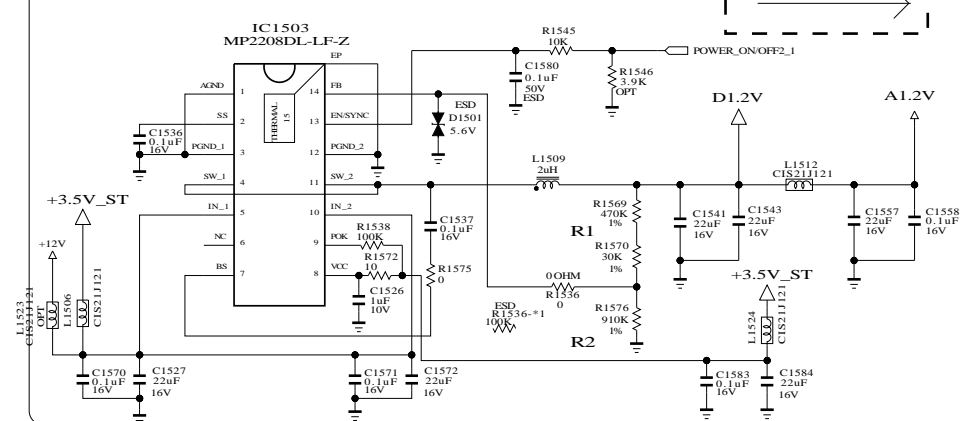 IC1503
MP2208DL-LF-Z
EP
AGND
1
14
FB
SS
2
13
EN/SYNC
PGND_1
3
12
PGND_2
SW_1
4
11
SW_2
IN_1
5
10
IN_2
NC
6
9
POK
BS
7
8
VCC
THERMAL
15
C1536
0.1uF
16V
+3.5V_ST
+12V
L1523
CIS21J121
OPT
L1506
CIS21J121
C1570
0.1uF
16V
C1527
22uF
16V
R1538
100K
R1572
10
C1526
1uF
10V
C1571
0.1uF
16V
C1572
22uF
16V
C1537
0.1uF
16V
R1575
0
ESD
D1501
5.6V
C1580
0.1uF
50V
ESD
R1545
10K
R1546
3.9K
OPT
POWER_ON/OFF2_1
L1509
2uH
R1569
470K
1%
R1
R1570
30K
1%
0 OHM
R1536
0
ESD
R1536-*1
100K
R1576
910K
1%
R2
C1541
22uF
16V
C1543
22uF
16V
D1.2V
A1.2V
L1512
CIS21J121
C1557
22uF
16V
C1558
0.1uF
16V
+3.5V_ST
L1524
CIS21J121
C1583
0.1uF
16V
C1584
22uF
16V